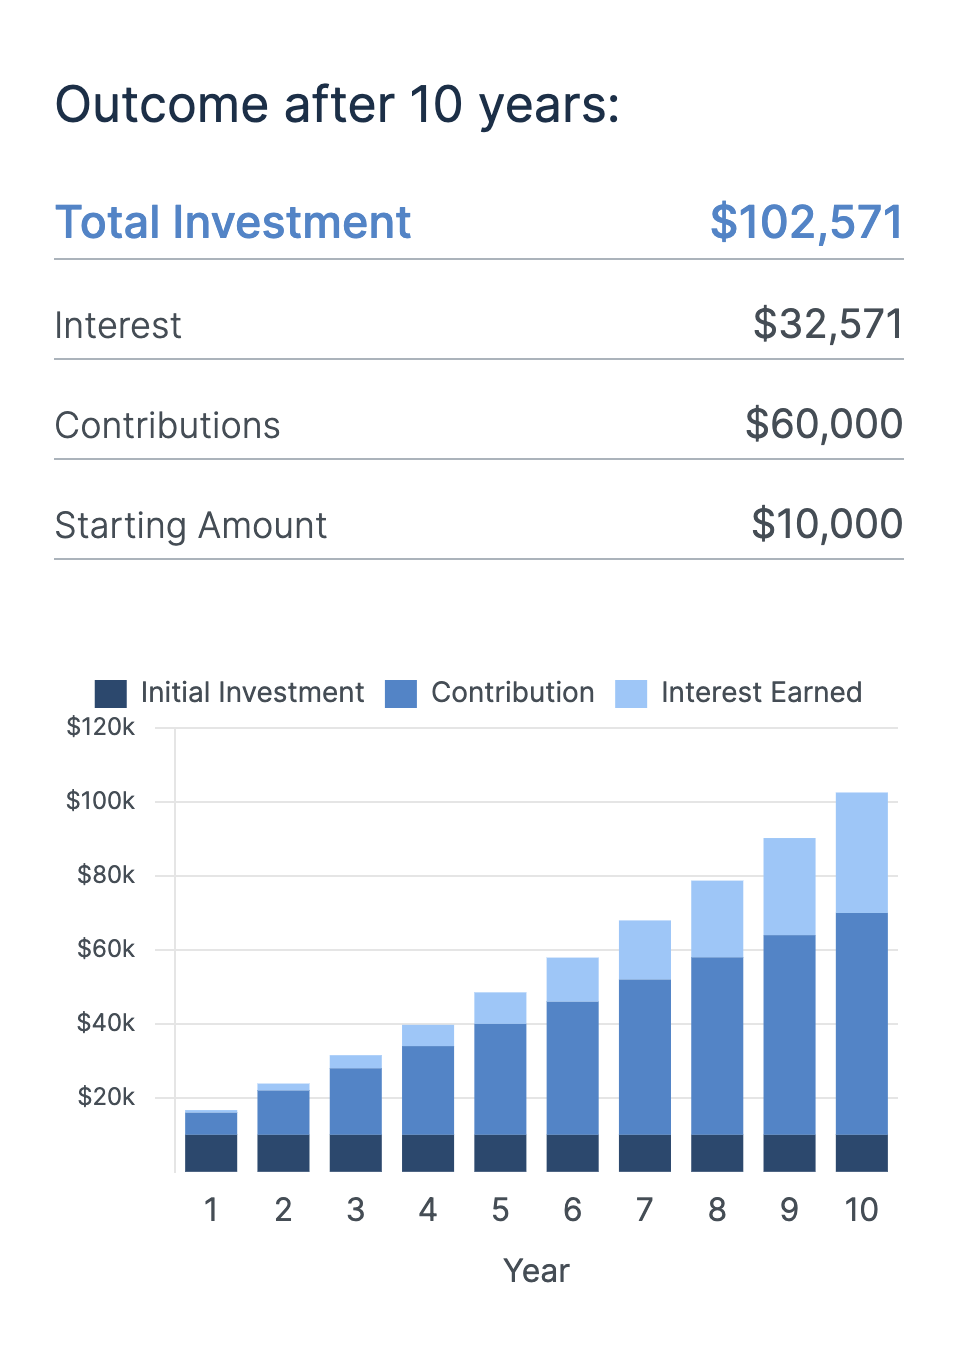 Outcome after 10 years:
Total Investment $102,571
Interest $32,571
Contributions $60,000
Starting Amount $10,000
Initial Investment Contribution Interest Earned
$120k
$100k
$80k
$60k
$40k
$20k
1 2 3 4 5 6 7 8 9 10
Year